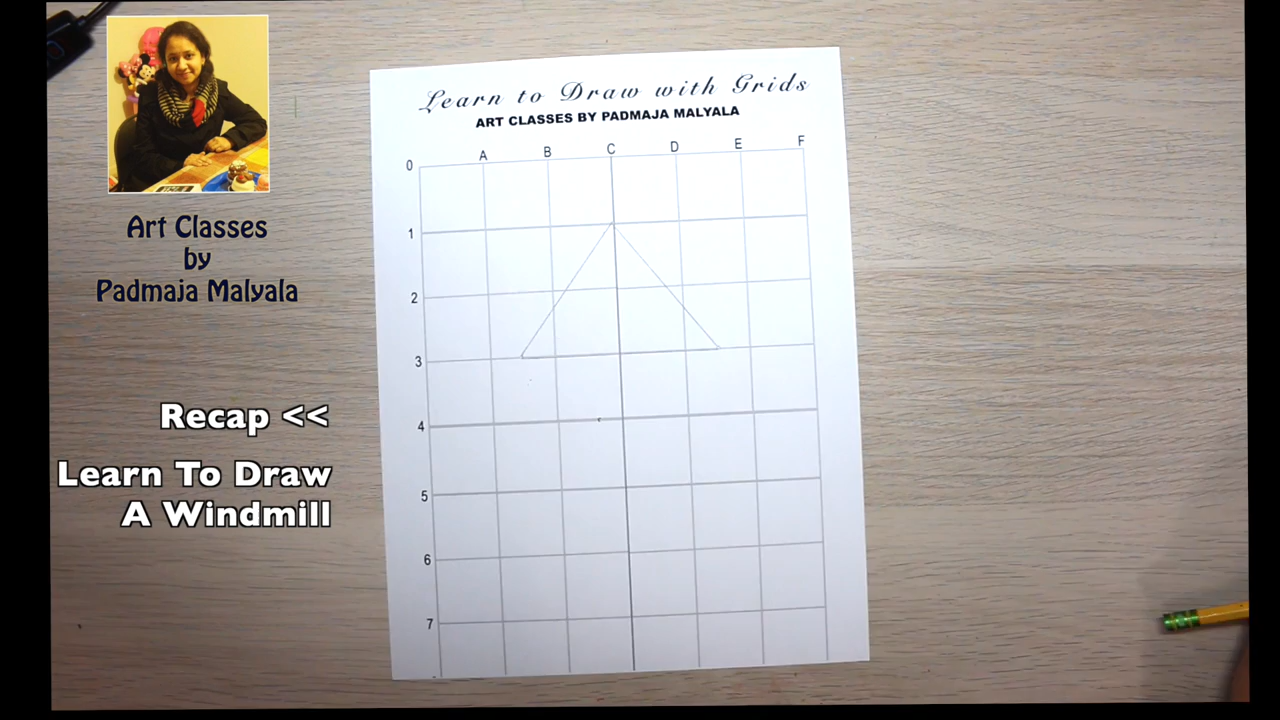 Learn to Draw with Grids
ART CLASSES BY PADMAJA MALYALA
A B C D E F
0
1
2
3
4
5
6
7
Art Classes
by
Padmaja Malyala
Recap <<
Learn To Draw
A Windmill